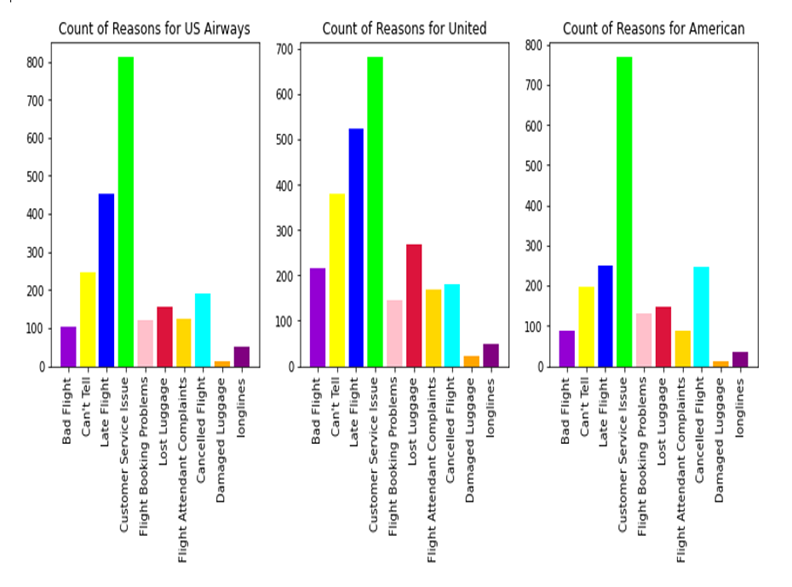 Count of Reasons for US Airways
800
700
600
500
400
300
200
100
0
Bad Flight
Can't Tell
Late Flight
Customer Service Issue
Flight Booking Problems
Lost Luggage
Flight Attendant Complaints
Cancelled Flight
Damaged Luggage
longlines
Count of Reasons for United
700
600
500
400
300
200
100
0
Bad Flight
Can't Tell
Late Flight
Customer Service Issue
Flight Booking Problems
Lost Luggage
Flight Attendant Complaints
Cancelled Flight
Damaged Luggage
longlines
Count of Reasons for American
800
700
600
500
400
300
200
100
0
Bad Flight
Can't Tell
Late Flight
Customer Service Issue
Flight Booking Problems
Lost Luggage
Flight Attendant Complaints
Cancelled Flight
Damaged Luggage
longlines